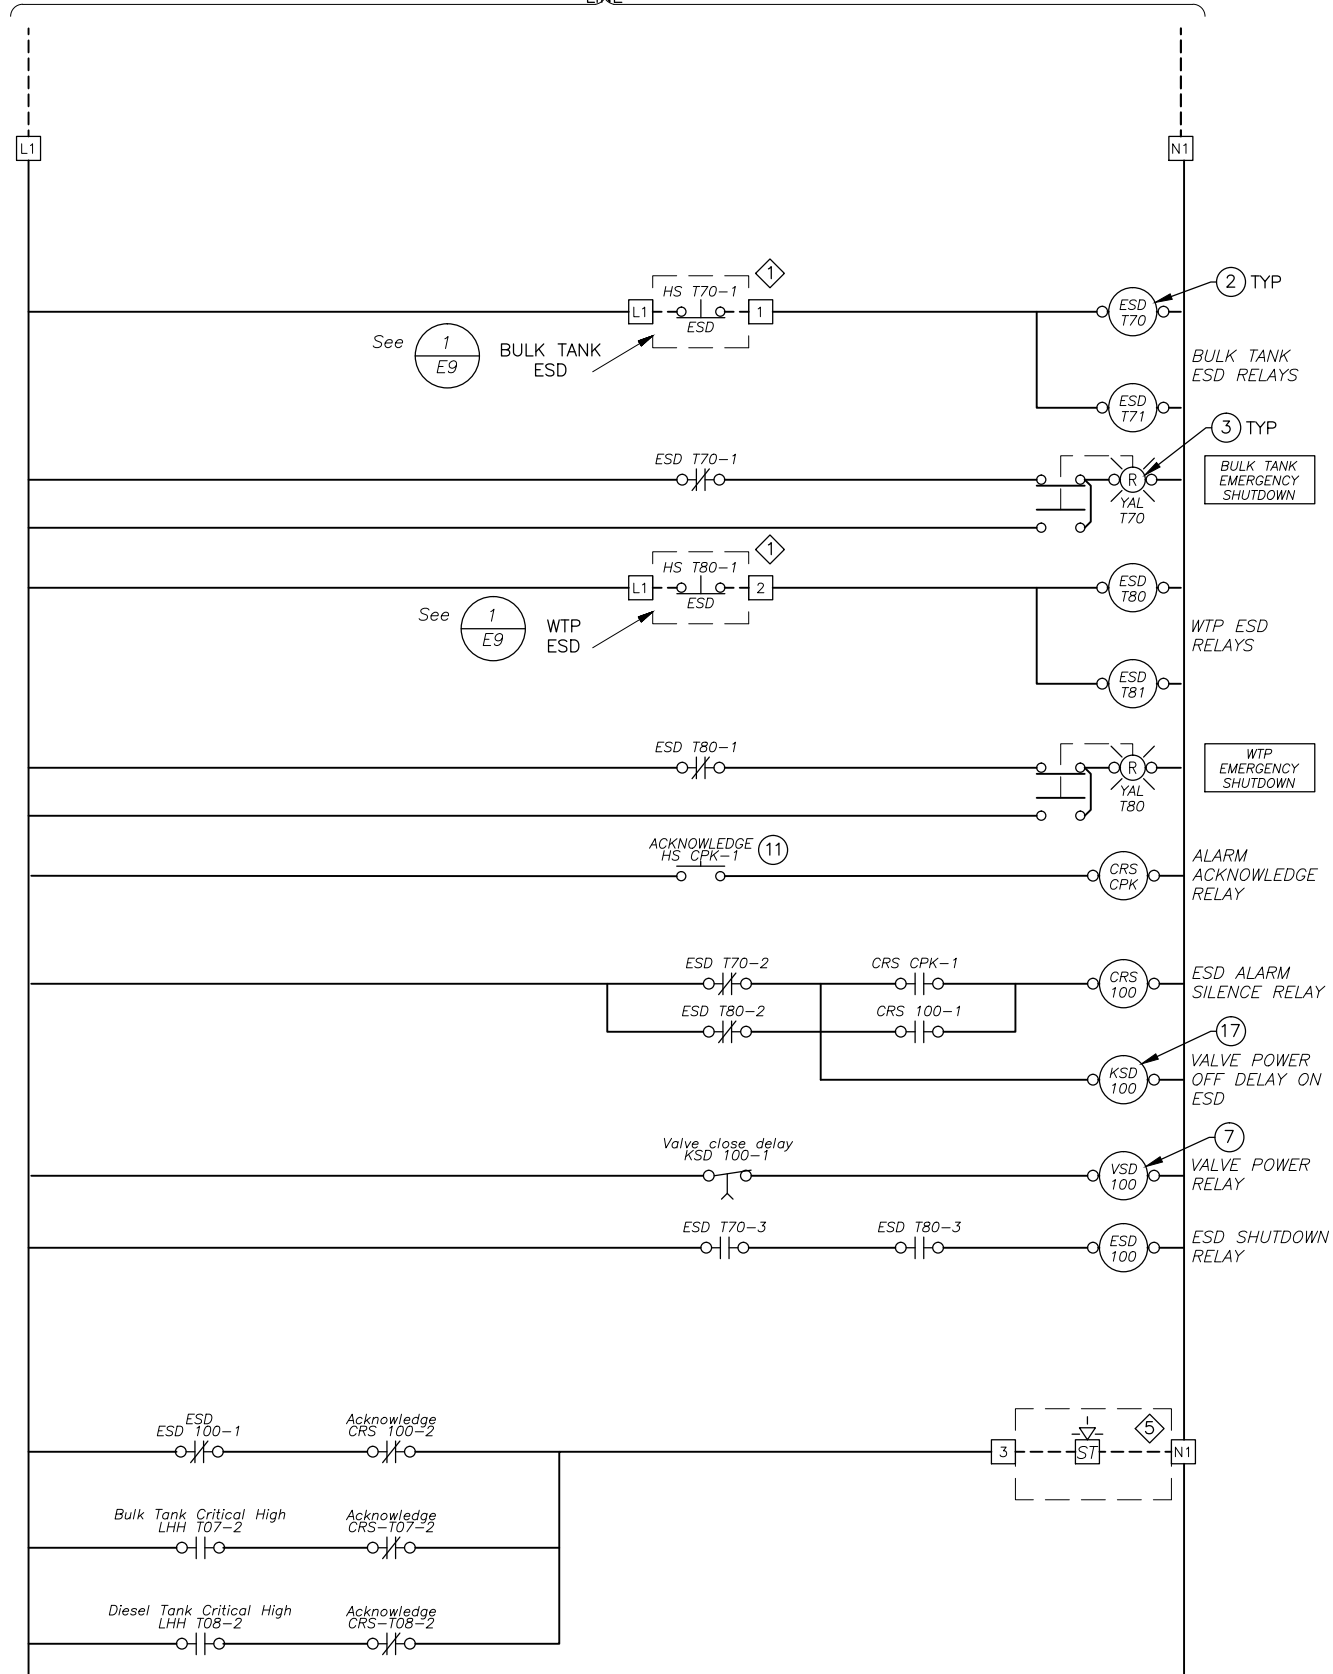 L1
N1
HS T70-1
1
L1
1
ESD
See
1
E9
BULK TANK
ESD
ESD
T70
2 TYP
BULK TANK
ESD RELAYS
ESD
T71
3 TYP
ESD T70-1
R
YAL
T70
BULK TANK
EMERGENCY
SHUTDOWN
HS T80-1
1
L1
2
ESD
See
1
E9
WTP
ESD
ESD
T80
WTP ESD
RELAYS
ESD
T81
ESD T80-1
R
YAL
T80
WTP
EMERGENCY
SHUTDOWN
ACKNOWLEDGE
HS CPK-1
11
CRS
CPK
ALARM
ACKNOWLEDGE
RELAY
ESD T70-2
CRS CPK-1
CRS
100
ESD ALARM
SILENCE RELAY
ESD T80-2
CRS 100-1
17
KSD
100
VALVE POWER
OFF DELAY ON
ESD
7
Valve close delay
KSD 100-1
VSD
100
VALVE POWER
RELAY
ESD T70-3
ESD T80-3
ESD
100
ESD SHUTDOWN
RELAY
ESD
ESD 100-1
Acknowledge
CRS 100-2
3
ST
5
N1
Bulk Tank Critical High
LHH T07-2
Acknowledge
CRS-T07-2
Diesel Tank Critical High
LHH T08-2
Acknowledge
CRS-T08-2